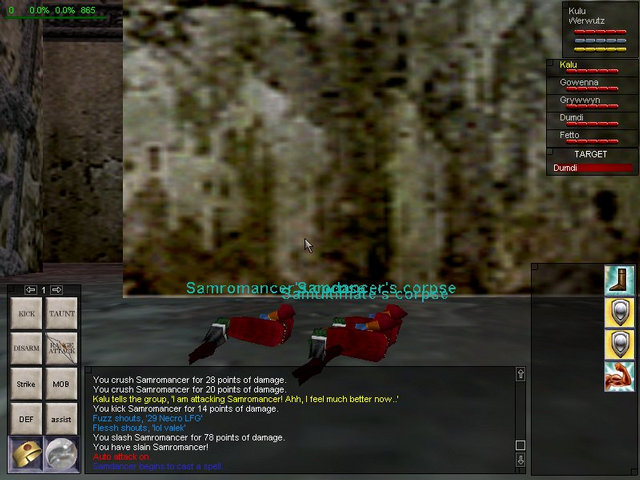 0 0.0% 0.0% 865
Kulu
Werwutz
Kalu
Gowenna
Grywwyn
Dumdi
Fetto
TARGET
Dumdi
Samromancer's corpse
Samdancer's corpse
Samultimate's corpse
1
KICK TAUNT
DISARM RANGE ATTACK
Strike MOB
DEF assist
You crush Samromancer for 28 points of damage.
You crush Samromancer for 20 points of damage.
Kalu tells the group, 'I am attacking Samromancer! Ahh, I feel much better now..'
You kick Samromancer for 14 points of damage.
Fuzz shouts, '29 Necro LFG'
Flessh shouts, 'lol valek'
You slash Samromancer for 78 points of damage.
You have slain Samromancer!
Auto attack on.
Samdancer begins to cast a spell.